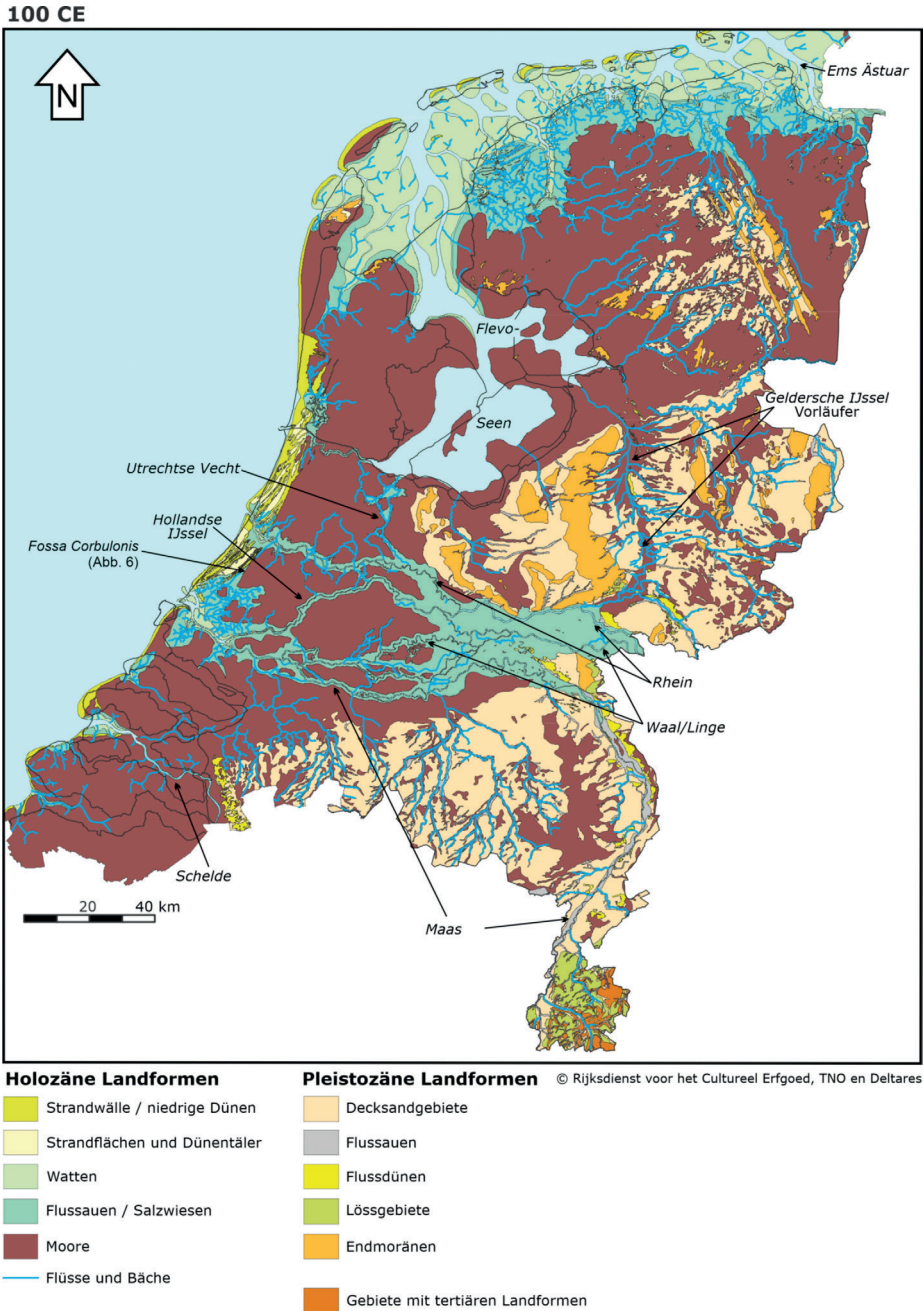 100 CE
N
Ems Ästuar
Flevo-
Seen
Geldersche IJssel
Vorläufer
Utrechtse Vecht
Hollandse
IJssel
Fossa Corbulonis
(Abb. 6)
Rhein
Waal/Linge
Schelde
Maas
20 40 km
Holozäne Landformen
Strandwälle / niedrige Dünen
Strandflächen und Dünentäler
Watten
Flussauen / Salzwiesen
Moore
Flüsse und Bäche
Pleistozäne Landformen
© Rijksdienst voor het Cultureel Erfgoed, TNO en Deltares
Decksandgebiete
Flussauen
Flussdünen
Lössgebiete
Endmoränen
Gebiete mit tertiären Landformen